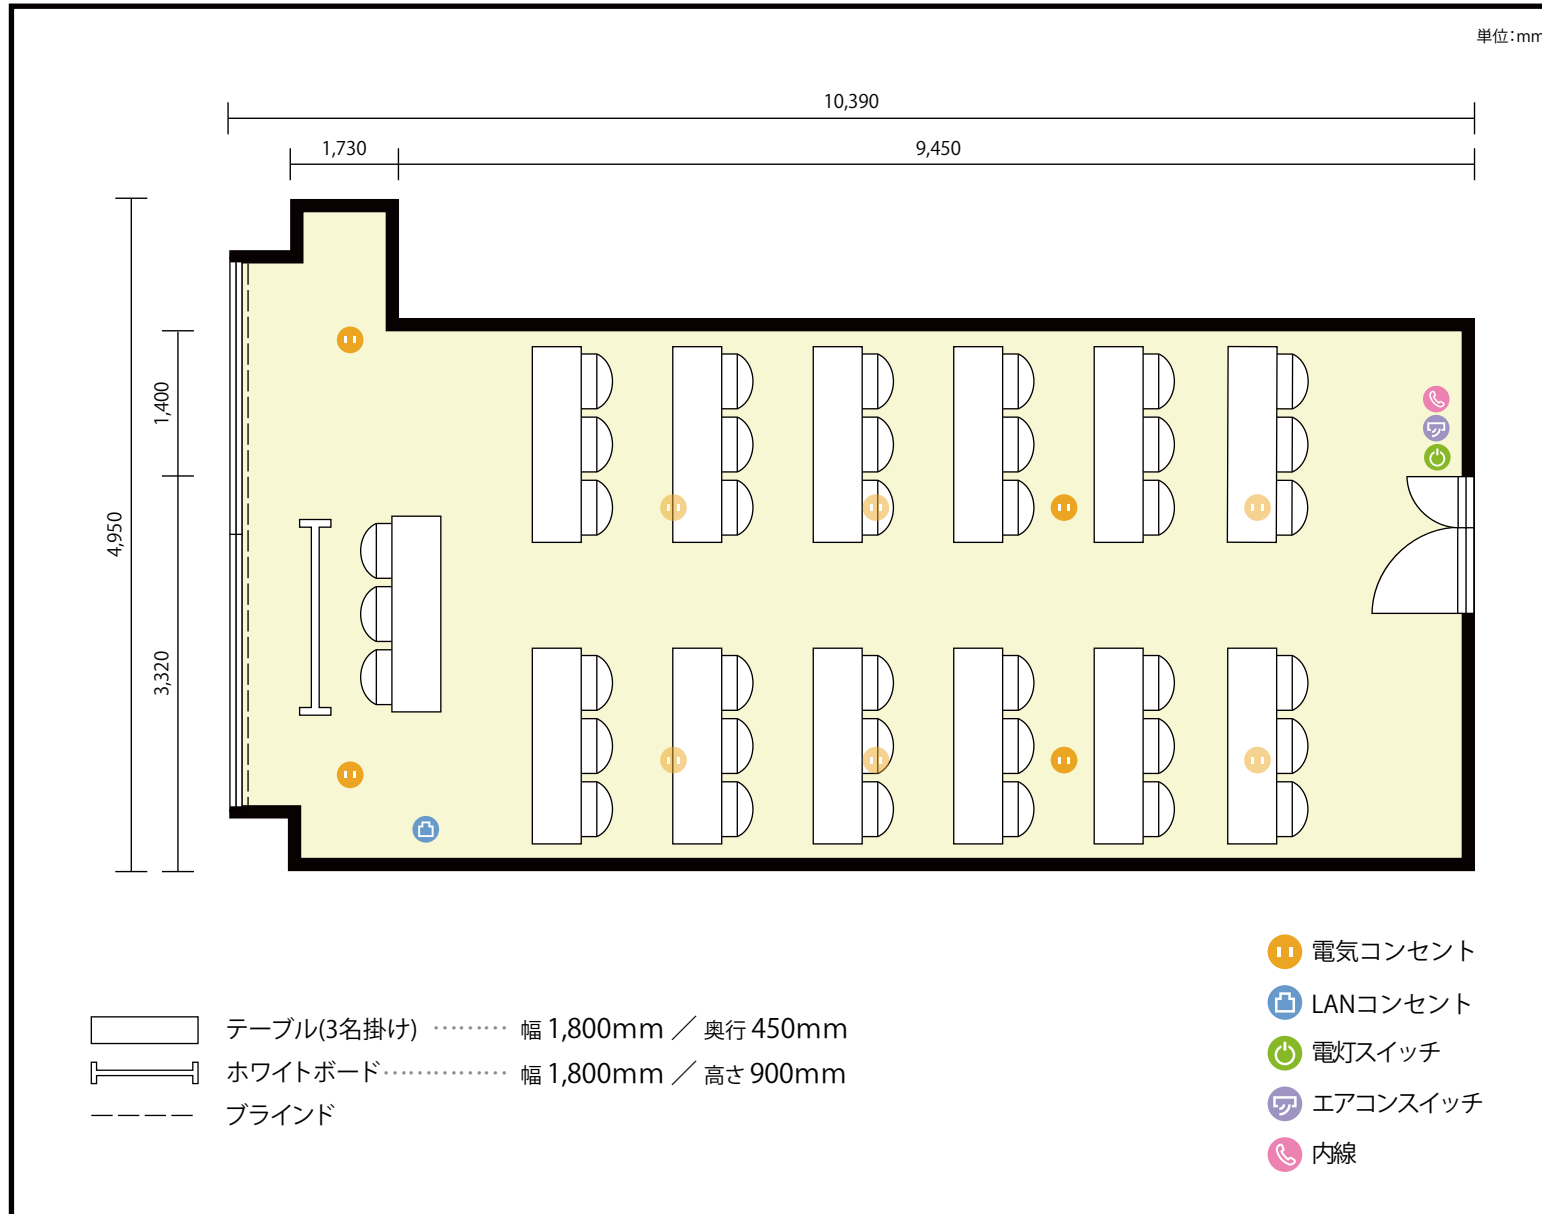 単位：mm
10,390
1,730
9,450
4,950
1,400
3,320
電気コンセント
LANコンセント
電灯スイッチ
エアコンスイッチ
内線
テーブル(3名掛け) ‥‥‥‥‥ 幅 1,800mm ／ 奥行 450mm
ホワイトボード‥‥‥‥‥‥‥ 幅 1,800mm ／ 高さ 900mm
ブラインド